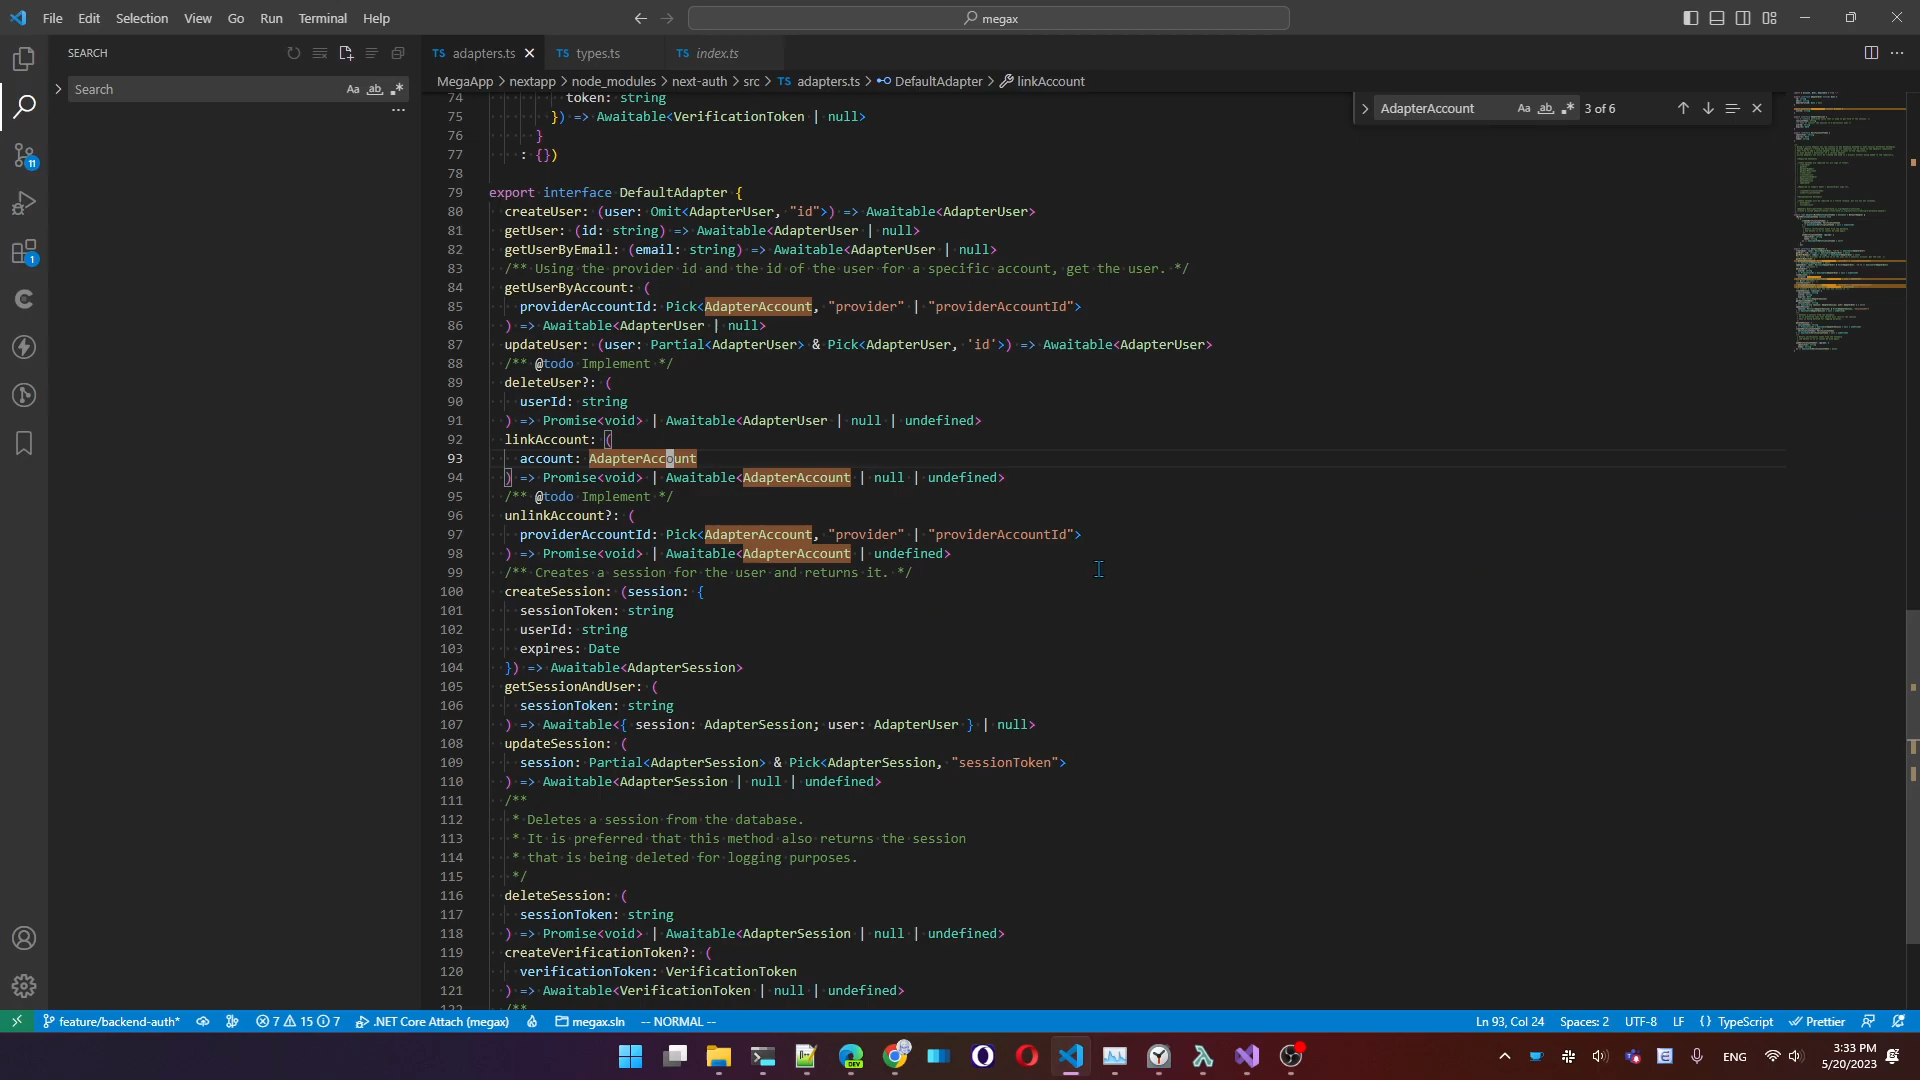 File Edit Selection View Go Run Terminal Help
megax
SEARCH
Search
Aa ab
TS adapters.ts
TS types.ts
TS index.ts
MegaApp > nextapp > node_modules > next-auth > src > TS adapters.ts > DefaultAdapter > linkAccount
AdapterAccount Aa ab 3 of 6
74 token: string
75 }) => Awaitable<VerificationToken | null>
76 }
77 : {})
78
79 export interface DefaultAdapter {
80 createUser: (user: Omit<AdapterUser, "id">) => Awaitable<AdapterUser>
81 getUser: (id: string) => Awaitable<AdapterUser | null>
82 getUserByEmail: (email: string) => Awaitable<AdapterUser | null>
83 /** Using the provider id and the id of the user for a specific account, get the user. */
84 getUserByAccount: (
85 providerAccountId: Pick<AdapterAccount, "provider" | "providerAccountId">
86 ) => Awaitable<AdapterUser | null>
87 updateUser: (user: Partial<AdapterUser> & Pick<AdapterUser, 'id'>) => Awaitable<AdapterUser>
88 /** @todo Implement */
89 deleteUser?: (
90 userId: string
91 ) => Promise<void> | Awaitable<AdapterUser | null | undefined>
92 linkAccount: (
93 account: AdapterAccount
94 ) => Promise<void> | Awaitable<AdapterAccount | null | undefined>
95 /** @todo Implement */
96 unlinkAccount?: (
97 providerAccountId: Pick<AdapterAccount, "provider" | "providerAccountId">
98 ) => Promise<void> | Awaitable<AdapterAccount | undefined>
99 /** Creates a session for the user and returns it. */
100 createSession: (session: {
101 sessionToken: string
102 userId: string
103 expires: Date
104 }) => Awaitable<AdapterSession>
105 getSessionAndUser: (
106 sessionToken: string
107 ) => Awaitable<{ session: AdapterSession; user: AdapterUser } | null>
108 updateSession: (
109 session: Partial<AdapterSession> & Pick<AdapterSession, "sessionToken">
110 ) => Awaitable<AdapterSession | null | undefined>
111 /**
112 * Deletes a session from the database.
113 * It is preferred that this method also returns the session
114 * that is being deleted for logging purposes.
115 */
116 deleteSession: (
117 sessionToken: string
118 ) => Promise<void> | Awaitable<AdapterSession | null | undefined>
119 createVerificationToken?: (
120 verificationToken: VerificationToken
121 ) => Awaitable<VerificationToken | null | undefined>
122 /**
11
1
feature/backend-auth* 7 15 7 .NET Core Attach (megax) megax.sln -- NORMAL -- Ln 93, Col 24 Spaces: 2 UTF-8 LF {} TypeScript Prettier
DEV
ENG
3:33 PM
5/20/2023